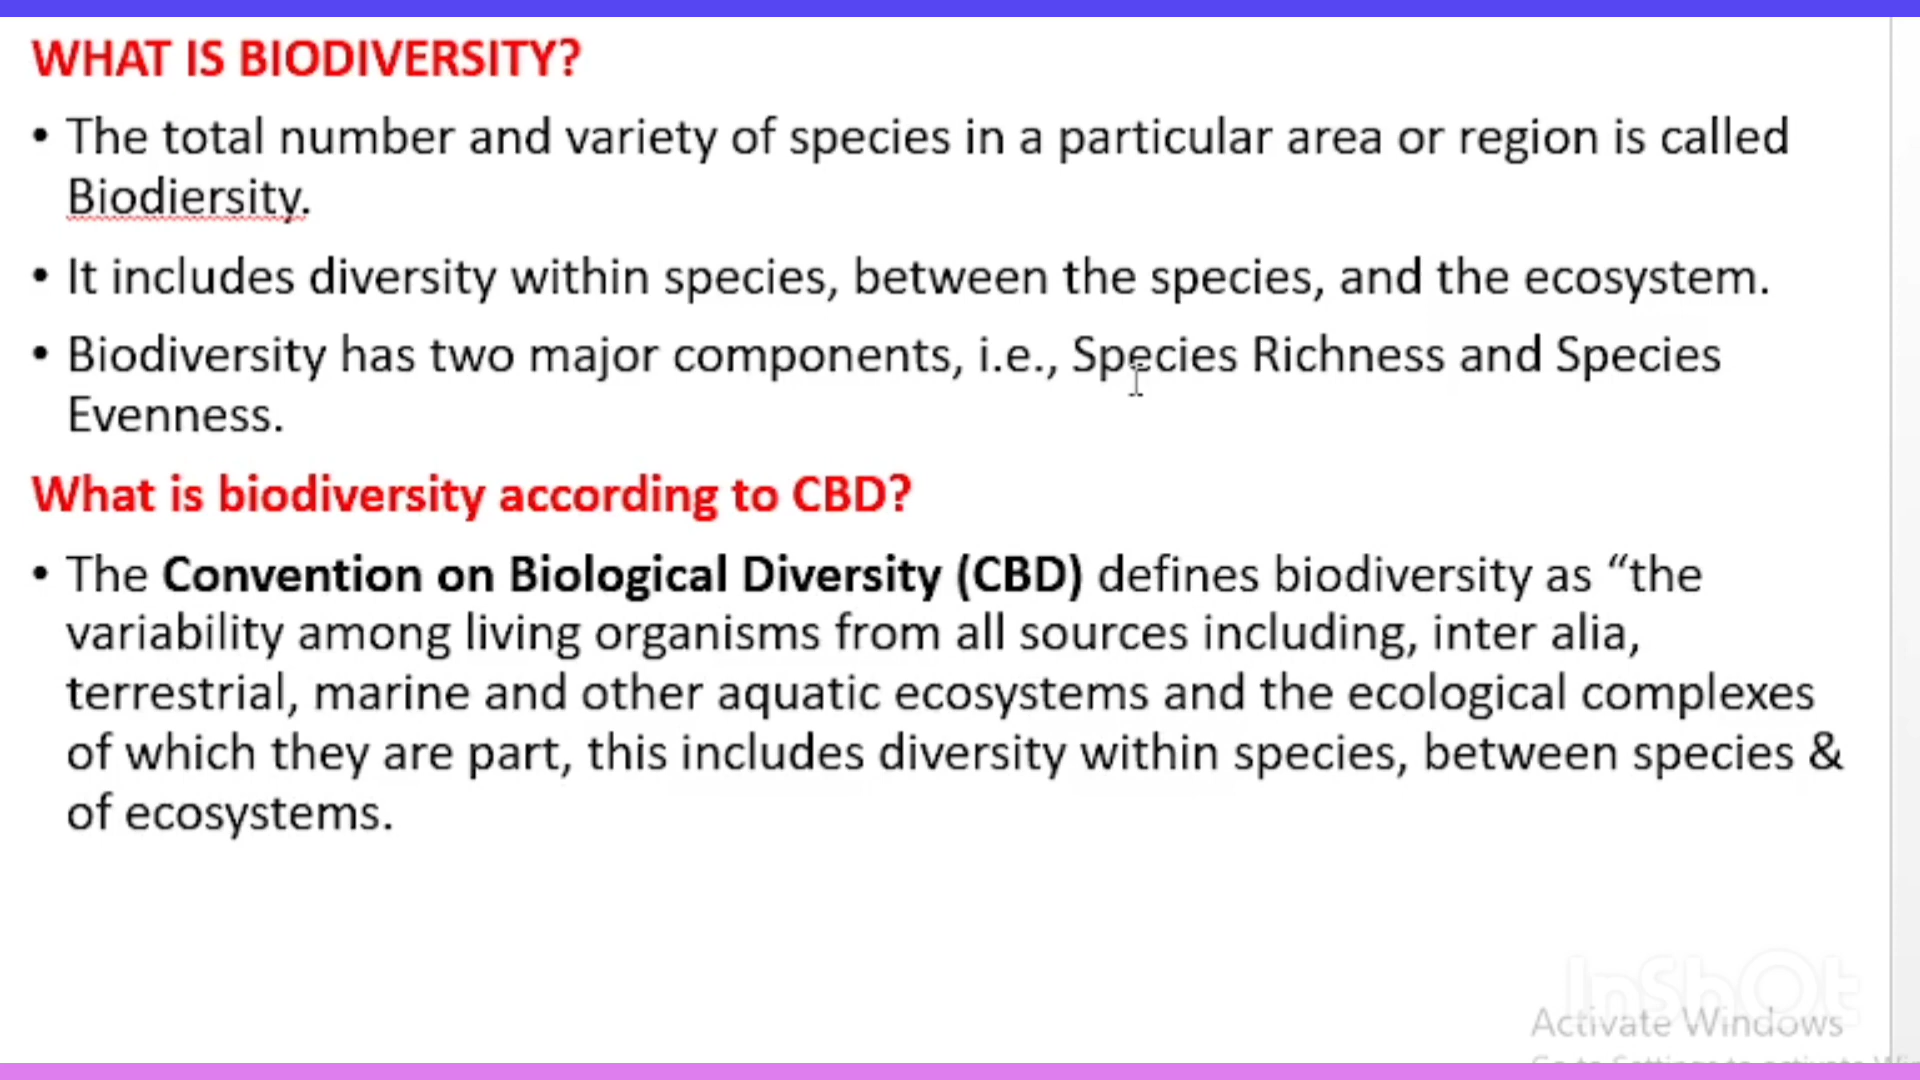 WHAT IS BIODIVERSITY?
• The total number and variety of species in a particular area or region is called
Biodiersity.
• It includes diversity within species, between the species, and the ecosystem.
• Biodiversity has two major components, i.e., Species Richness and Species
Evenness.
What is biodiversity according to CBD?
• The Convention on Biological Diversity (CBD) defines biodiversity as “the
variability among living organisms from all sources including, inter alia,
terrestrial, marine and other aquatic ecosystems and the ecological complexes
of which they are part, this includes diversity within species, between species &
of ecosystems.
InShOt
Activate Windows